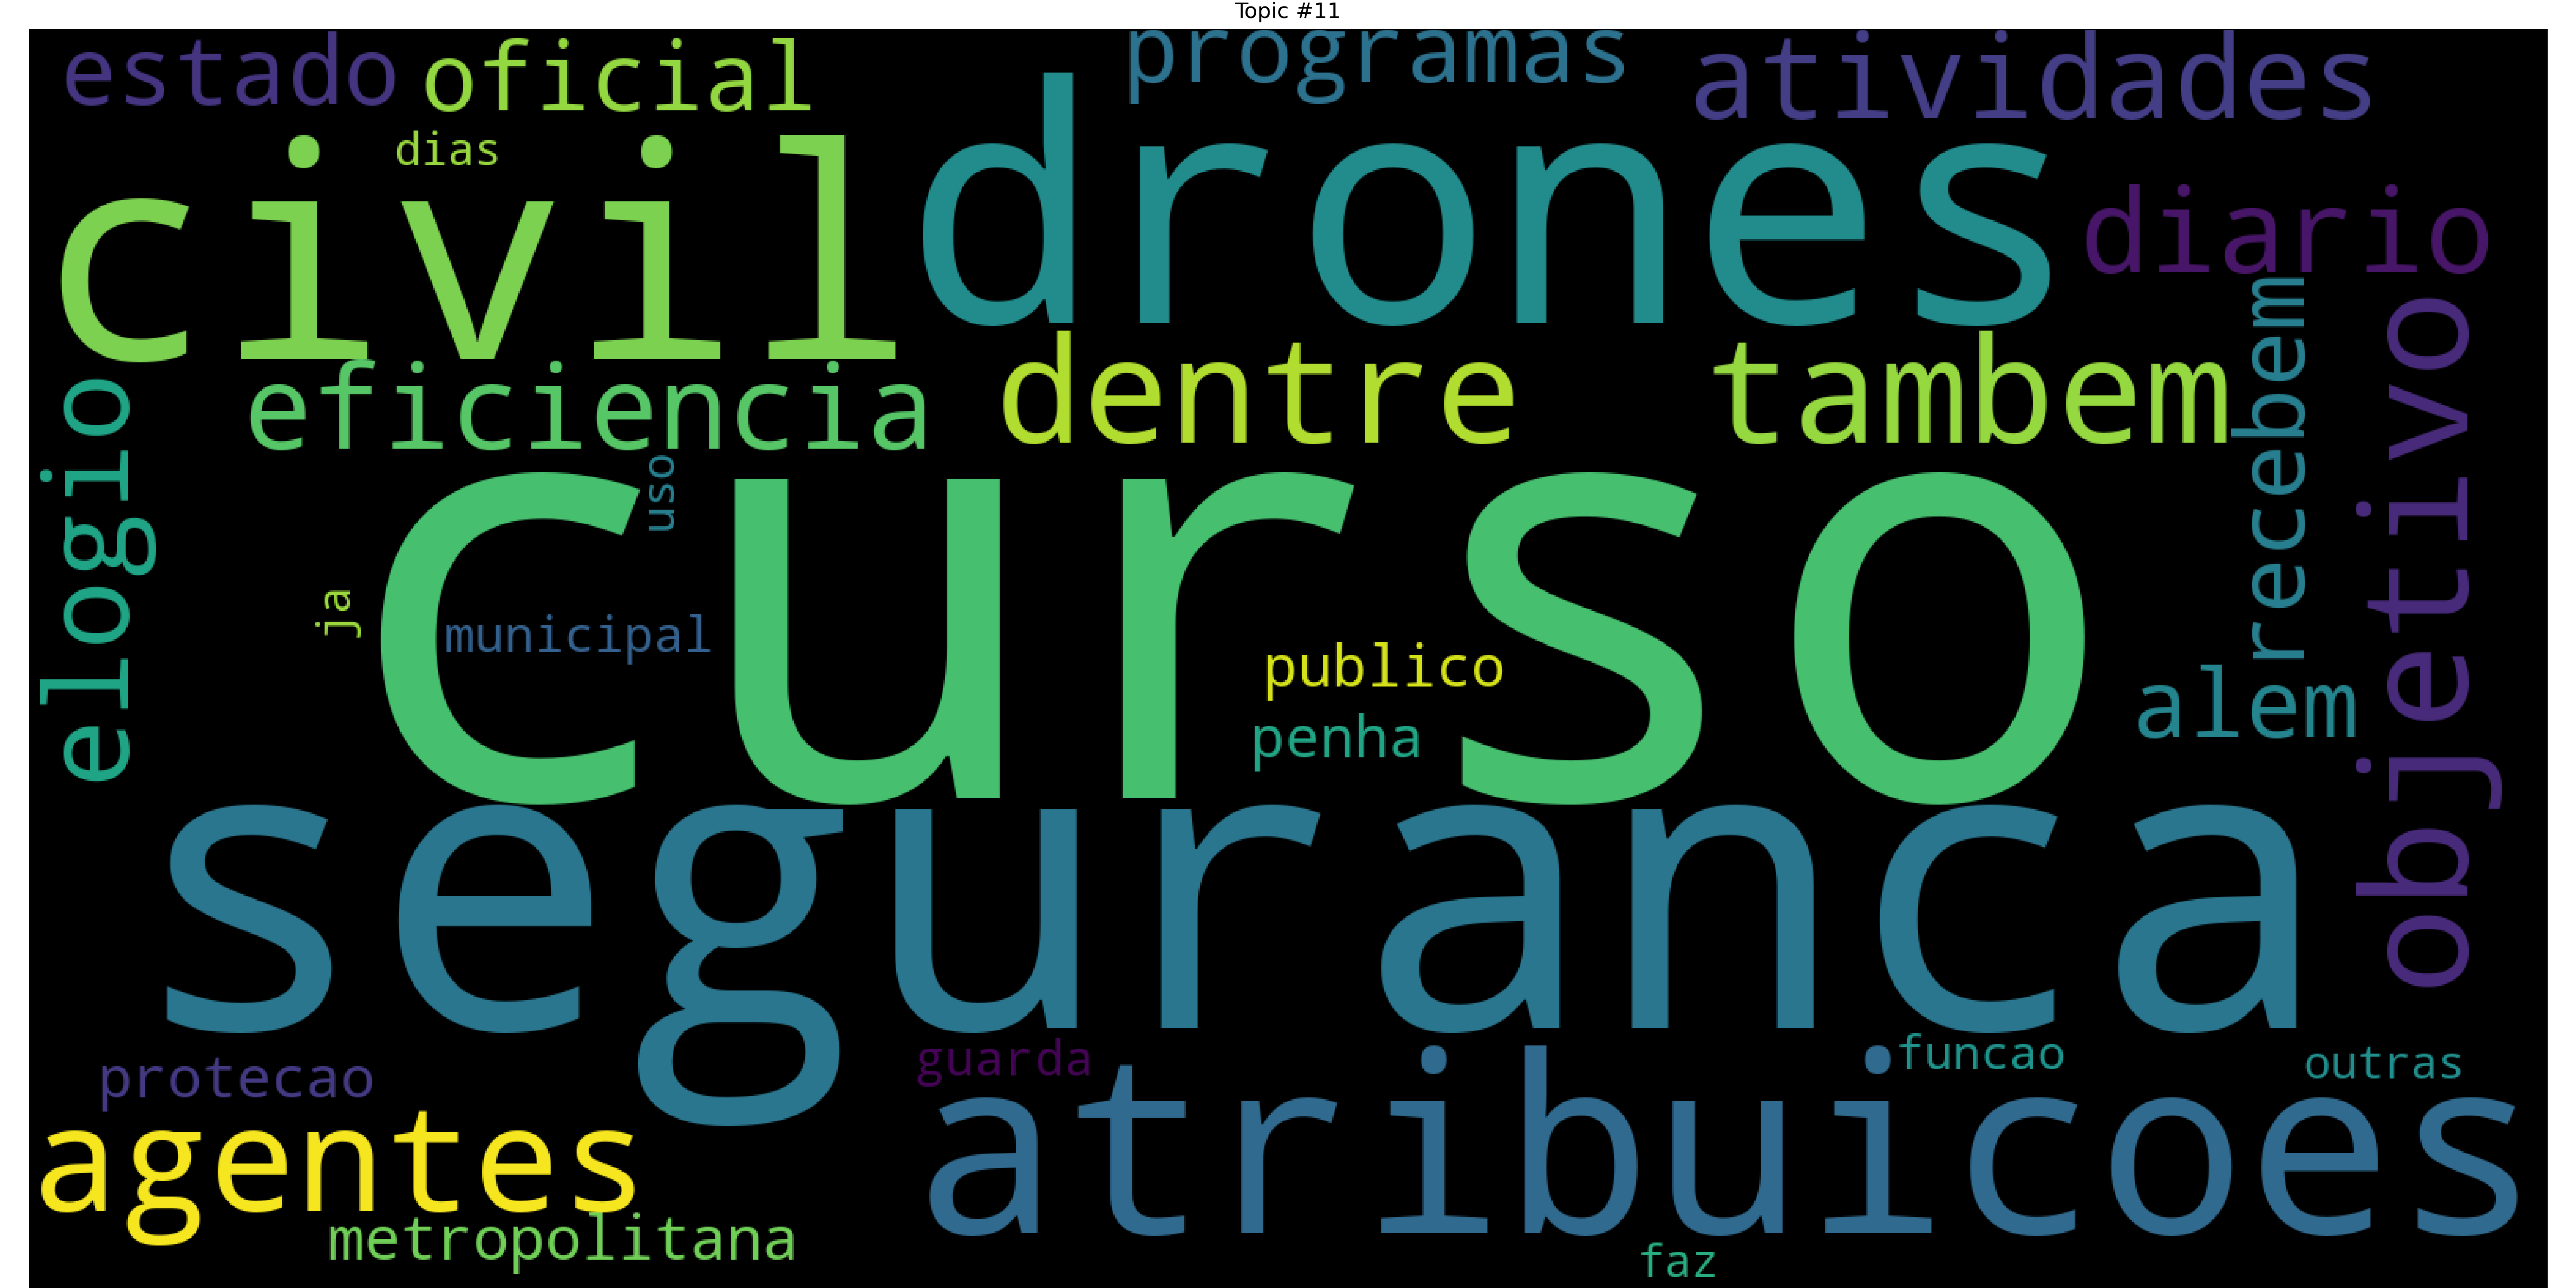 Topic #11
estado
oficial
programas
atividades
dias
civil
drones
diario
recebem
objetivo
eficiencia
dentre
tambem
elogio
uso
curso
ja
municipal
publico
penha
alem
seguranca
protecao
guarda
funcao
outras
agentes
atribuicoes
metropolitana
faz